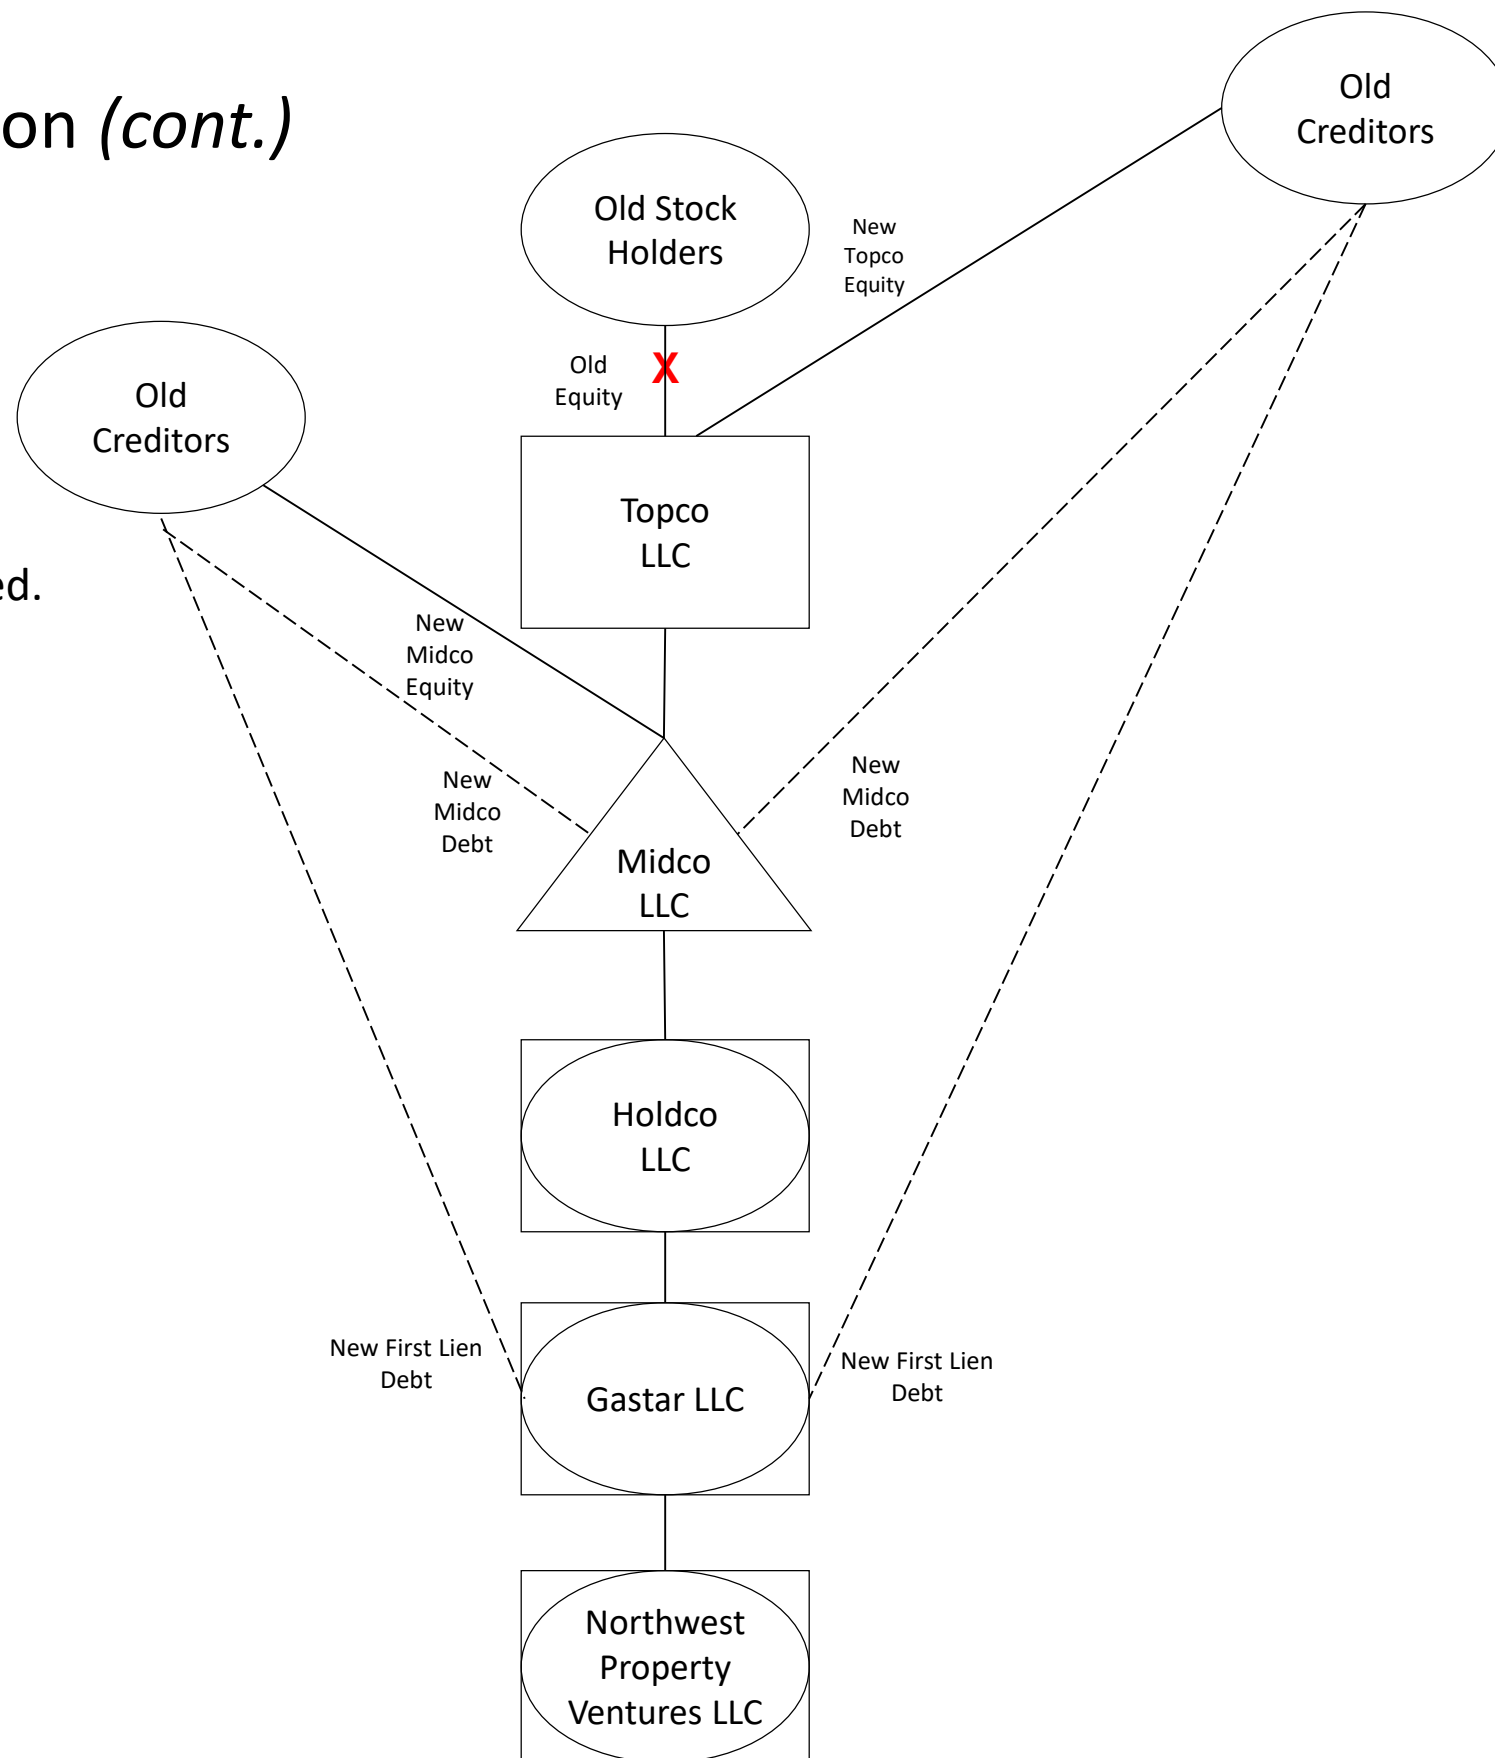 on (cont.)
Old
Creditors
Old Stock
Holders
New
Topco
Equity
Old
Equity
Old
Creditors
Topco
LLC
ed.
New
Midco
Equity
New
Midco
Debt
New
Midco
Debt
Midco
LLC
Holdco
LLC
New First Lien
Debt
New First Lien
Debt
Gastar LLC
Northwest
Property
Ventures LLC
X